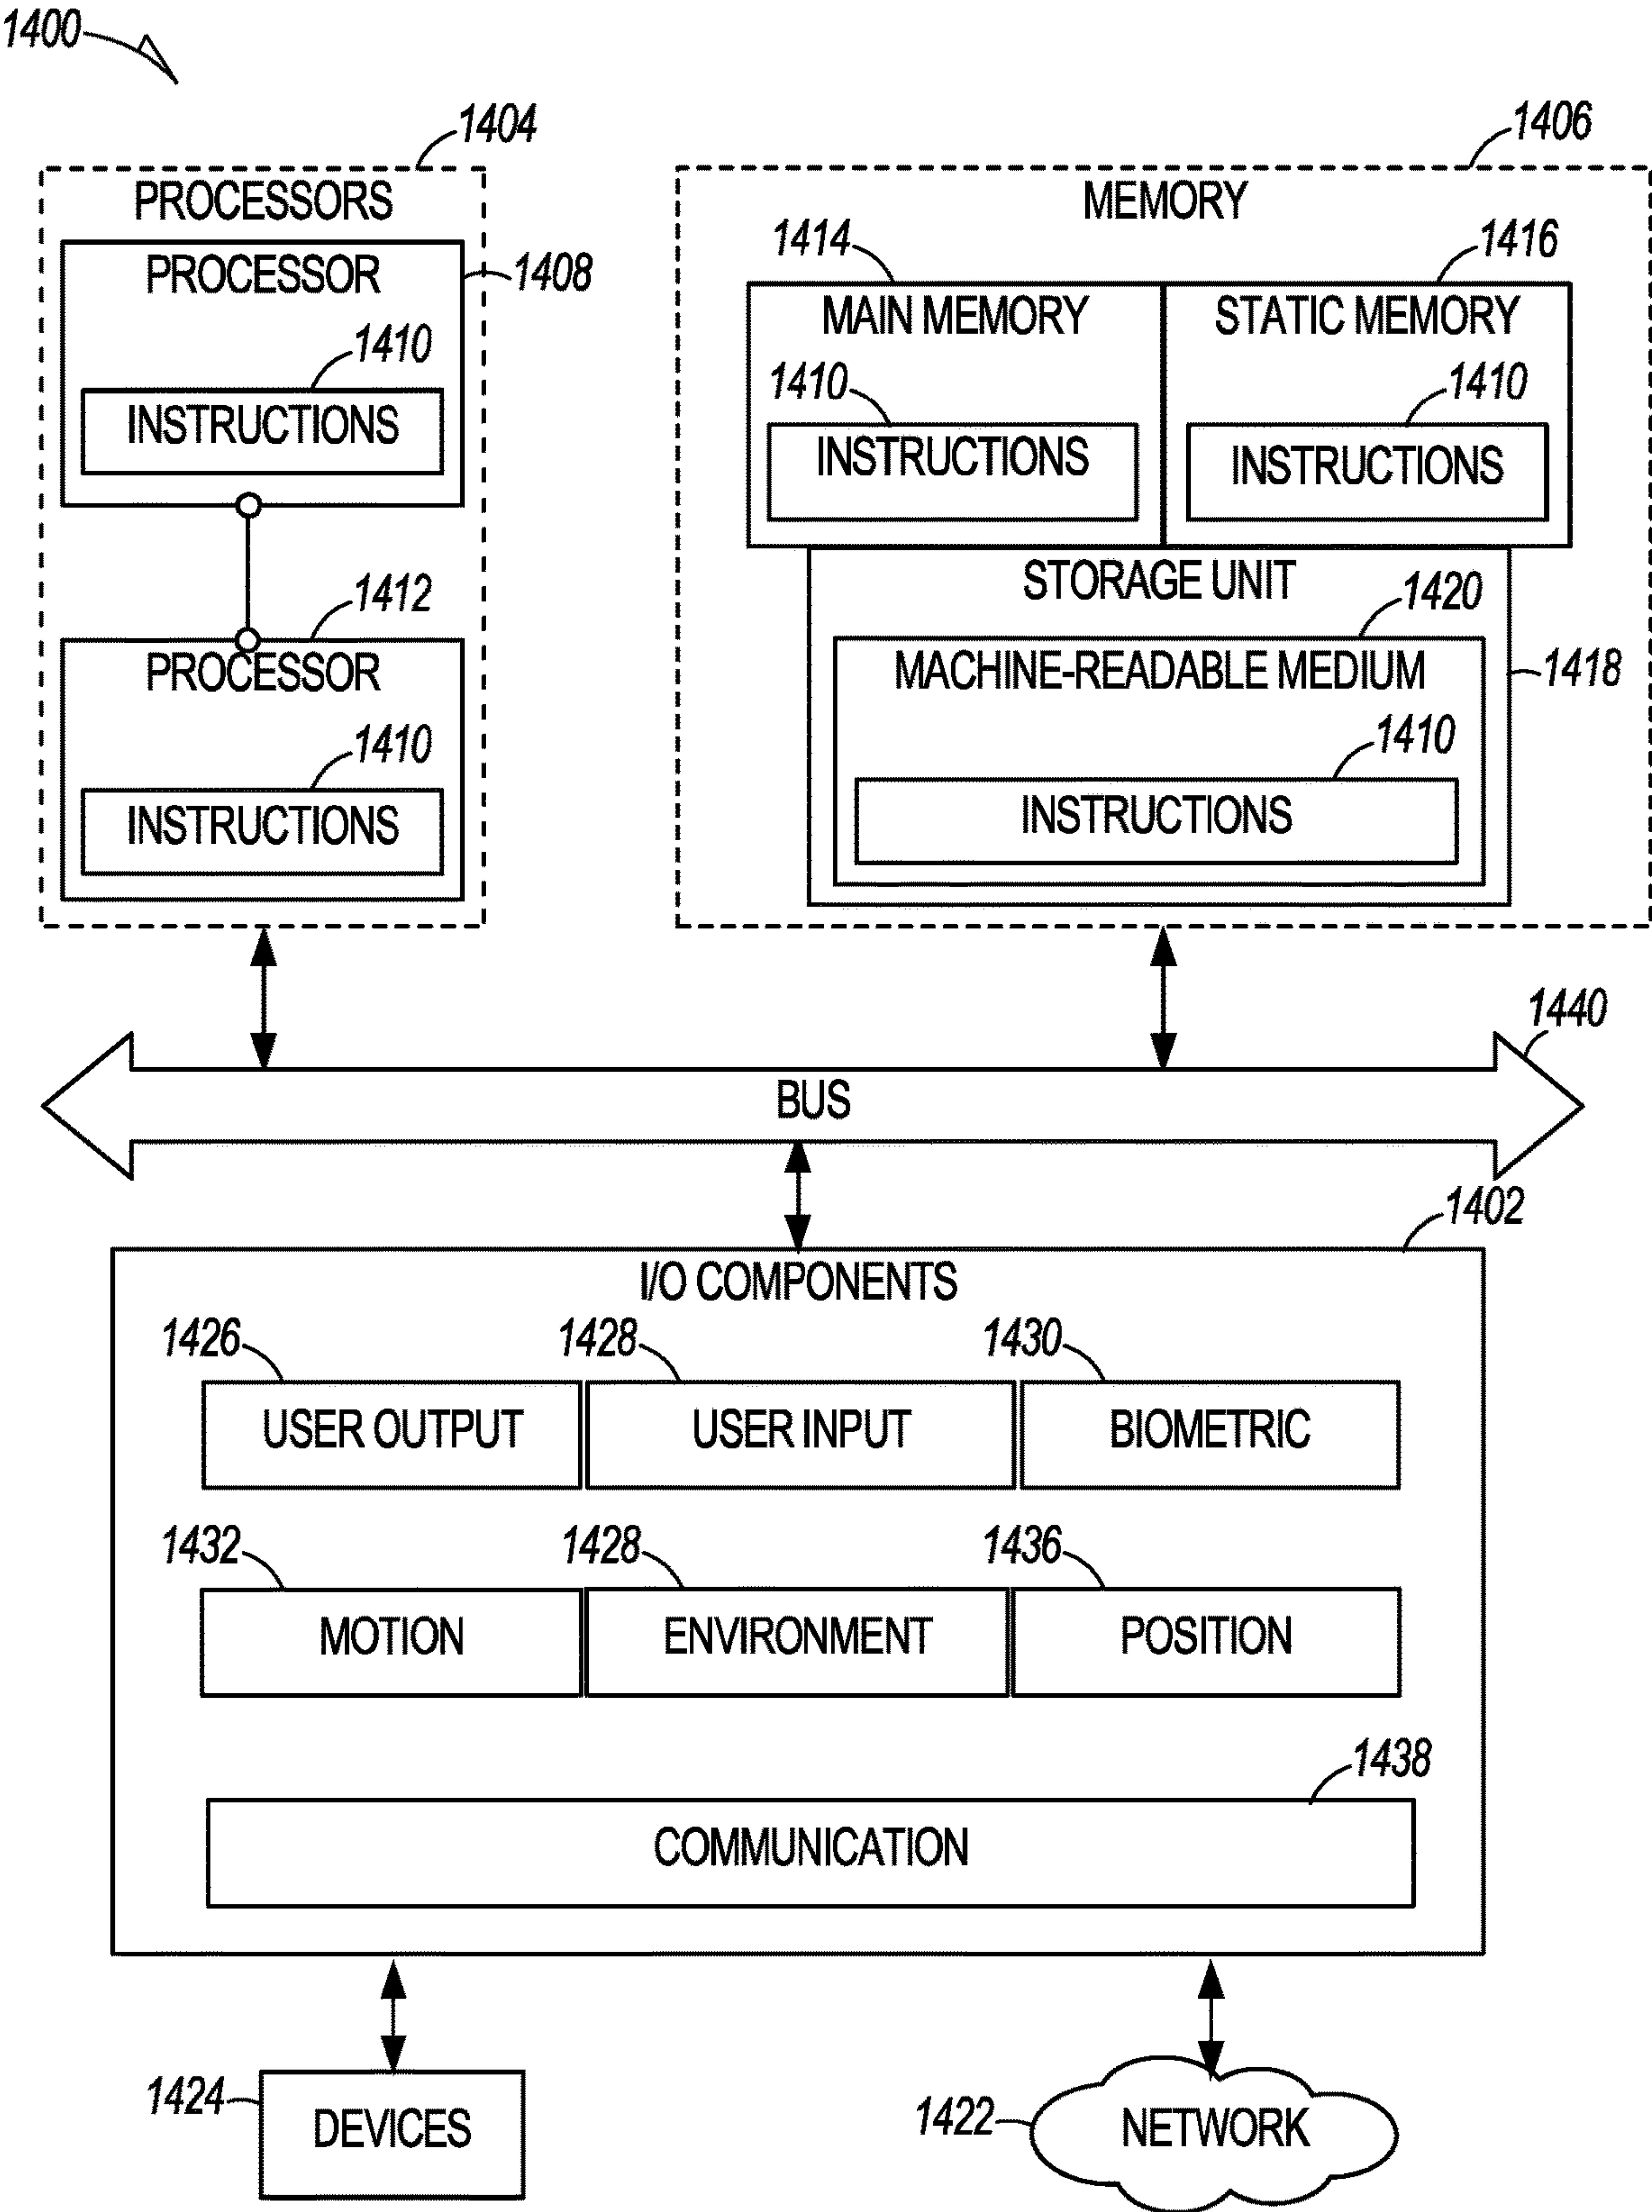 1400
1404
PROCESSORS
PROCESSOR
1408
1410
INSTRUCTIONS
1412
PROCESSOR
1410
INSTRUCTIONS
1406
MEMORY
1414
MAIN MEMORY
1410
INSTRUCTIONS
1416
STATIC MEMORY
1410
INSTRUCTIONS
STORAGE UNIT
1420
MACHINE-READABLE MEDIUM
1418
1410
INSTRUCTIONS
1440
BUS
1402
I/O COMPONENTS
1426
USER OUTPUT
1428
USER INPUT
1430
BIOMETRIC
1432
MOTION
1428
ENVIRONMENT
1436
POSITION
1438
COMMUNICATION
1424
DEVICES
1422
NETWORK